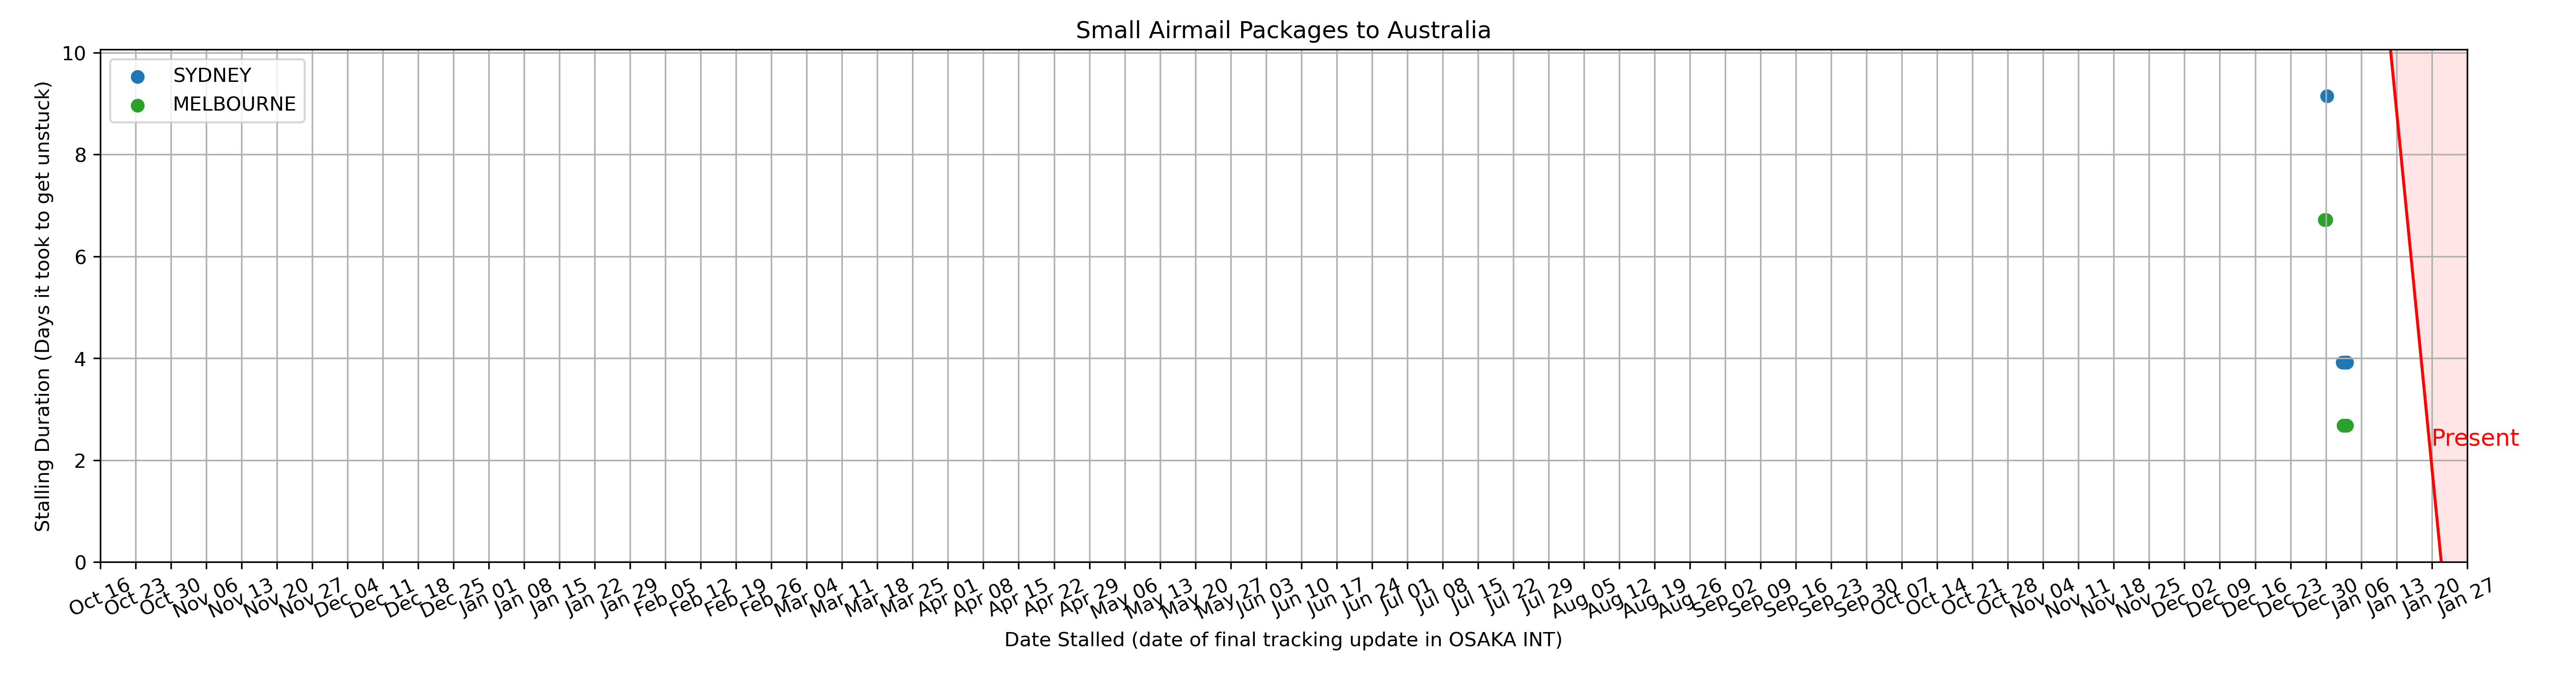 Small Airmail Packages to Australia
SYDNEY
MELBOURNE
10
8
6
4
2
0
Stalling Duration (Days it took to get unstuck)
Present
Oct 16 Oct 23 Oct 30 Nov 06 Nov 13 Nov 20 Nov 27 Dec 04 Dec 11 Dec 18 Dec 25 Jan 01 Jan 08 Jan 15 Jan 22 Jan 29 Feb 05 Feb 12 Feb 19 Feb 26 Mar 04 Mar 11 Mar 18 Mar 25 Apr 01 Apr 08 Apr 15 Apr 22 Apr 29 May 06 May 13 May 20 May 27 Jun 03 Jun 10 Jun 17 Jun 24 Jul 01 Jul 08 Jul 15 Jul 22 Jul 29 Aug 05 Aug 12 Aug 19 Aug 26 Sep 02 Sep 09 Sep 16 Sep 23 Sep 30 Oct 07 Oct 14 Oct 21 Oct 28 Nov 04 Nov 11 Nov 18 Nov 25 Dec 02 Dec 09 Dec 16 Dec 23 Dec 30 Jan 06 Jan 13 Jan 20 Jan 27
Date Stalled (date of final tracking update in OSAKA INT)